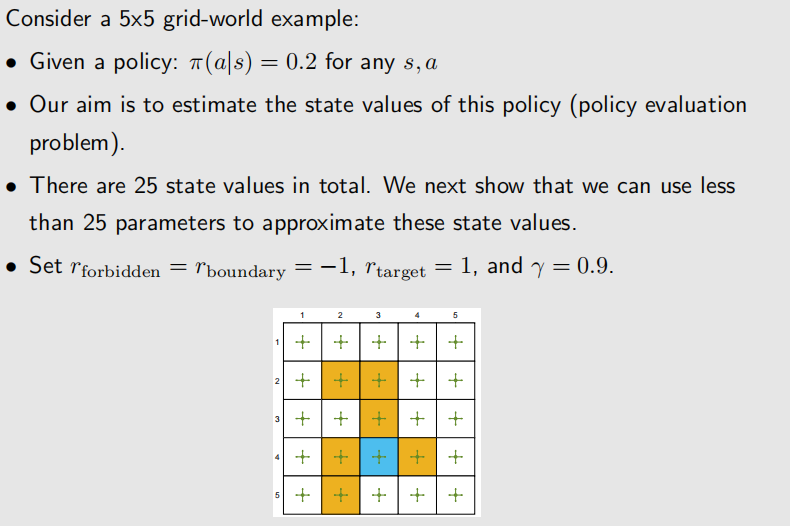 Consider a 5x5 grid-world example:
• Given a policy: π(a|s) = 0.2 for any s, a
• Our aim is to estimate the state values of this policy (policy evaluation
problem).
• There are 25 state values in total. We next show that we can use less
than 25 parameters to approximate these state values.
• Set r_forbidden = r_boundary = −1, r_target = 1, and γ = 0.9.
1 2 3 4 5
1
2
3
4
5